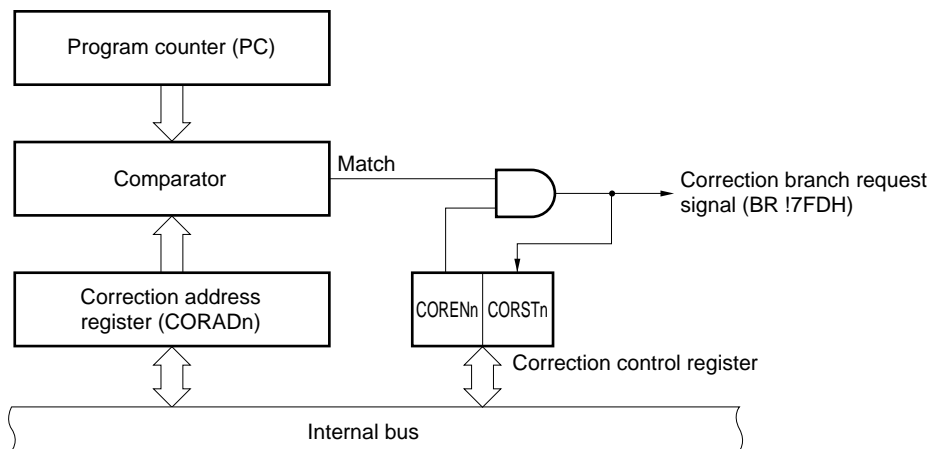 Program counter (PC)
Comparator
Match
Correction branch request
signal (BR !7FDH)
Correction address
register (CORADn)
CORENn
CORSTn
Correction control register
Internal bus